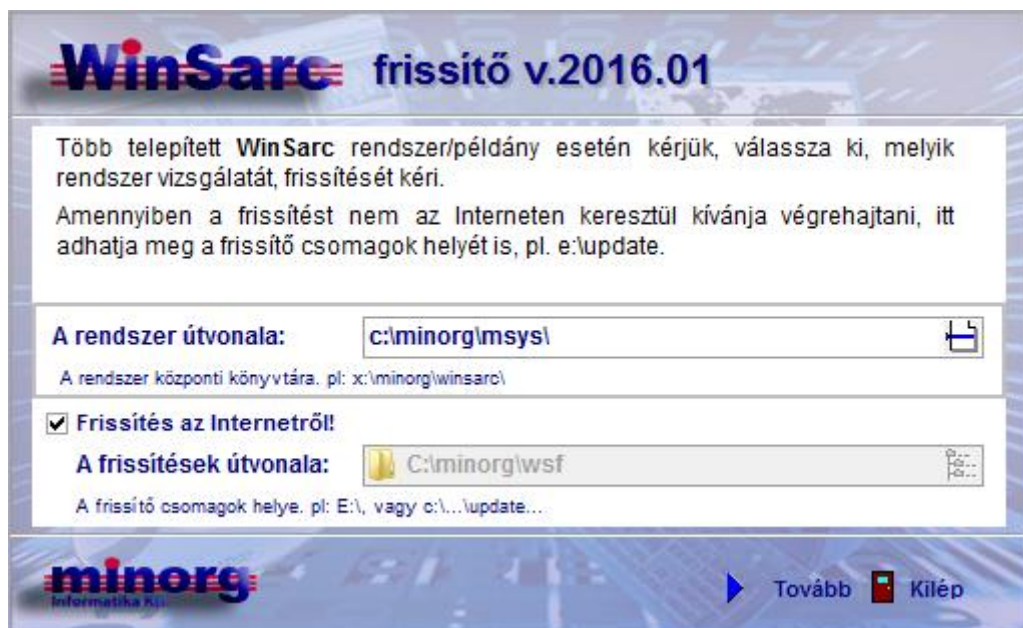 WinSarc frissítő v.2016.01
Több telepített WinSarc rendszer/példány esetén kérjük, válassza ki, melyik
rendszer vizsgálatát, frissítését kéri.
Amennyiben a frissítést nem az Interneten keresztül kívánja végrehajtani, itt
adhatja meg a frissítő csomagok helyét is, pl. e:\update.
A rendszer útvonala: c:\minorg\msys\
A rendszer központi könyvtára. pl: x:\minorg\winsarc\
Frissítés az Internetről!
A frissítések útvonala: C:\minorg\wsf
A frissítő csomagok helye. pl: E:\, vagy c:\...\update...
minorg
Informatika Kft.
Tovább Kilép